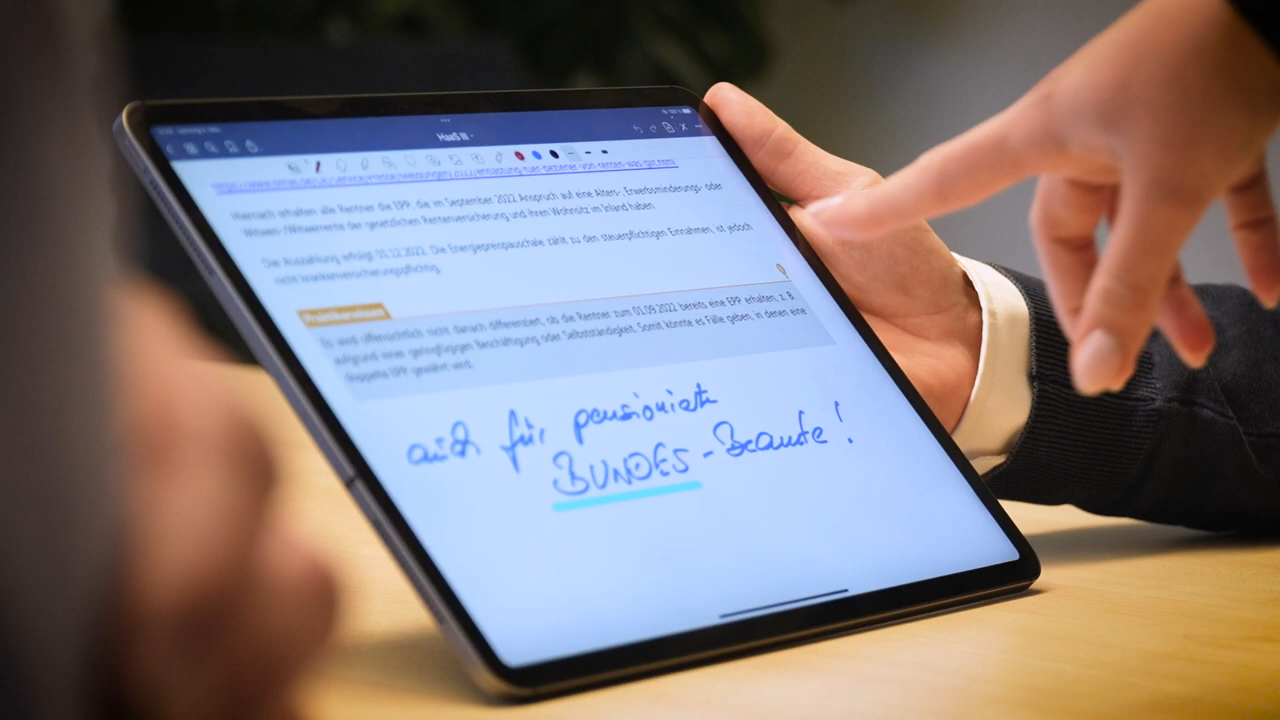 HaaS III
Hiernach erhalten alle Rentner die EPP, die im September 2022 Anspruch auf eine Alters-, Erwerbsminderungs- oder
Witwen-/Witwerrente der gesetzlichen Rentenversicherung und ihren Wohnsitz im Inland haben.
Die Auszahlung erfolgt 01.12.2022. Die Energiepreispauschale zählt zu den steuerpflichtigen Einnahmen, ist jedoch
nicht krankenversicherungspflichtig.
Praktikerwissen
Es wird offensichtlich nicht danach differenziert, ob die Rentner zum 01.09.2022 bereits eine EPP erhalten, z. B.
aufgrund einer geringfügigen Beschäftigung oder Selbstständigkeit. Somit könnte es Fälle geben, in denen eine
doppelte EPP gewährt wird.
auch für pensionierte
BUNDES-Beamte!